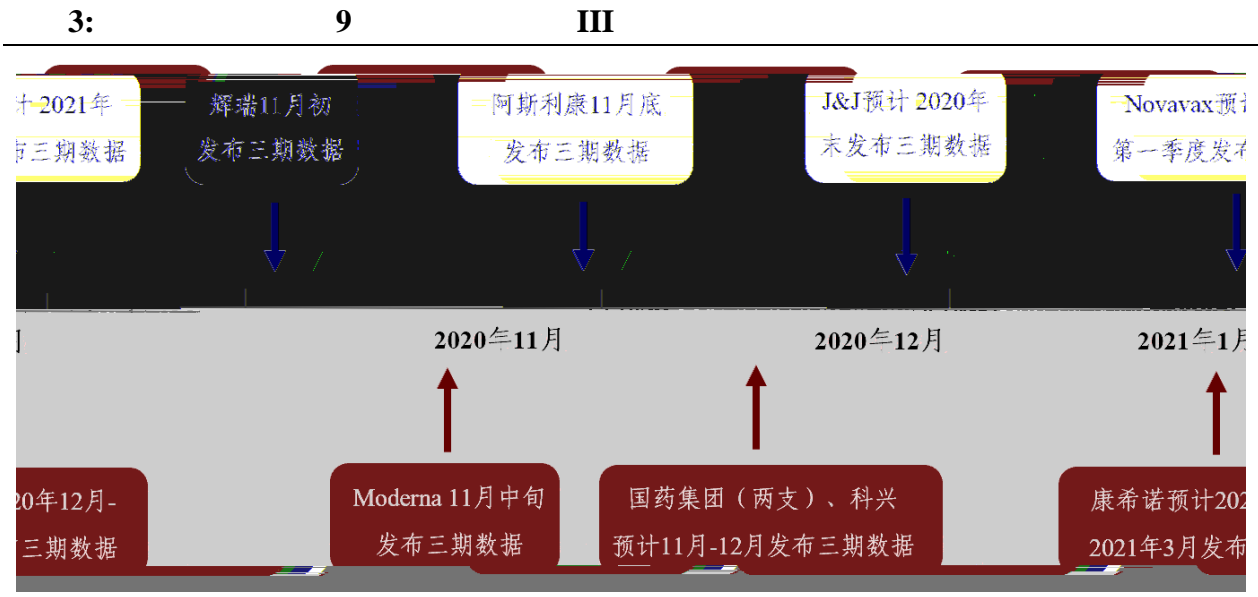 3: 9 III
计 2021年
布三期数据
辉瑞11月初
发布三期数据
阿斯利康11月底
发布三期数据
J&J预计 2020年
末发布三期数据
Novavax预计
第一季度发布
月
2020年11月
2020年12月
2021年1月
20年12月-
三期数据
Moderna 11月中旬
发布三期数据
国药集团（两支）、科兴
预计11月-12月发布三期数据
康希诺预计202
2021年3月发布